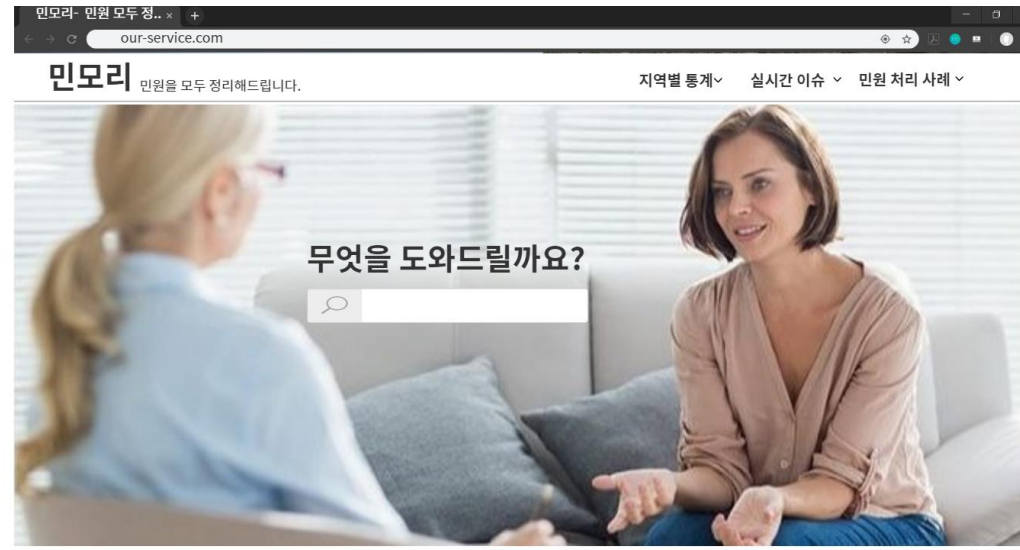 민모리- 민원 모두 정.. × +
our-service.com
민모리 민원을 모두 정리해드립니다.
지역별 통계 실시간 이슈 민원 처리 사례
무엇을 도와드릴까요?